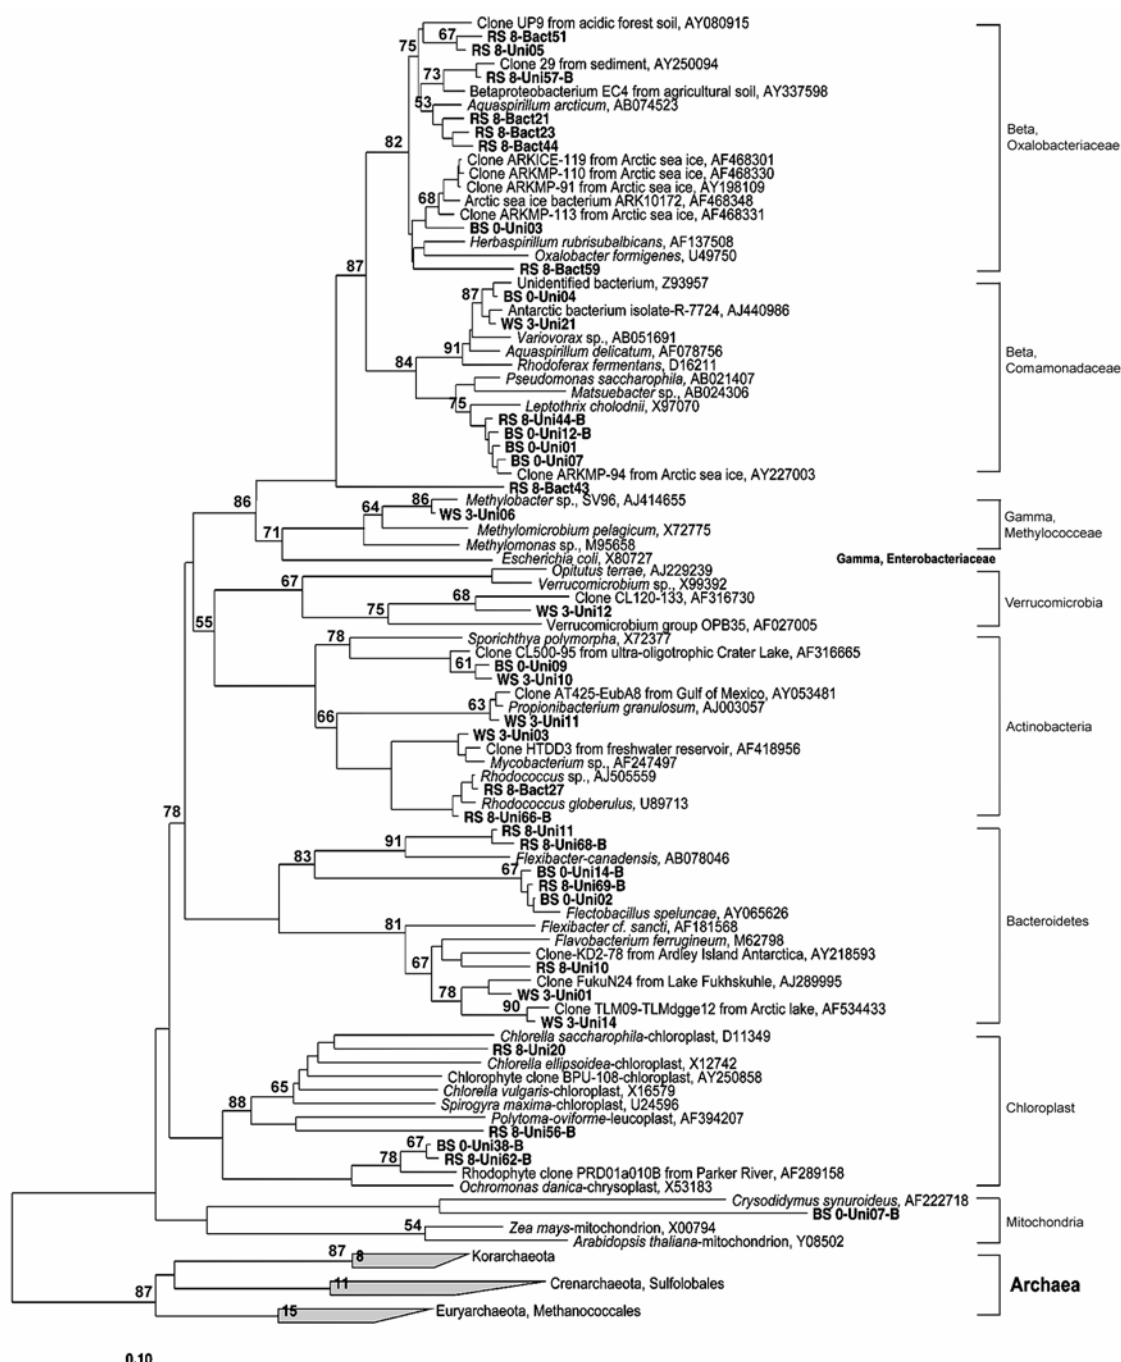 Clone UP9 from acidic forest soil, AY080915
67 RS 8-Bact51
75 RS 8-Uni05
Clone 29 from sediment, AY250094
73 RS 8-Uni57-B
Betaproteobacterium EC4 from agricultural soil, AY337598
53 Aquaspirillum arcticum, AB074523
RS 8-Bact21
RS 8-Bact23
RS 8-Bact44
Beta,
Oxalobacteriaceae
82
Clone ARKICE-119 from Arctic sea ice, AF468301
Clone ARKMP-110 from Arctic sea ice, AF468330
Clone ARKMP-91 from Arctic sea ice, AY198109
68 Arctic sea ice bacterium ARK10172, AF468348
Clone ARKMP-113 from Arctic sea ice, AF468331
BS 0-Uni03
Herbaspirillum rubrisubalbicans, AF137508
Oxalobacter formigenes, U49750
87 RS 8-Bact59
Unidentified bacterium, Z93957
87 BS 0-Uni04
Antarctic bacterium isolate-R-7724, AJ440986
WS 3-Uni21
Variovorax sp., AB051691
91 Aquaspirillum delicatum, AF078756
84 Rhodoferax fermentans, D16211
Beta,
Comamonadaceae
Pseudomonas saccharophila, AB021407
Matsuebacter sp., AB024306
75 Leptothrix cholodnii, X97070
RS 8-Uni44-B
BS 0-Uni12-B
BS 0-Uni01
BS 0-Uni07
Clone ARKMP-94 from Arctic sea ice, AY227003
RS 8-Bact43
86
86 Methylobacter sp., SV96, AJ414655
64 WS 3-Uni06
71 Methylomicrobium pelagicum, X72775
Methylomonas sp., M95658
Gamma,
Methylococceae
Escherichia coli, X80727
Gamma, Enterobacteriaceae
Opitutus terrae, AJ229239
67 Verrucomicrobium sp., X99392
68 Clone CL120-133, AF316730
75 WS 3-Uni12
Verrucomicrobium group OPB35, AF027005
Verrucomicrobia
55
78 Sporichthya polymorpha, X72377
Clone CL500-95 from ultra-oligotrophic Crater Lake, AF316665
61 BS 0-Uni09
WS 3-Uni10
Clone AT425-EubA8 from Gulf of Mexico, AY053481
63 Propionibacterium granulosum, AJ003057
66 WS 3-Uni11
WS 3-Uni03
Clone HTDD3 from freshwater reservoir, AF418956
Mycobacterium sp., AF247497
Rhodococcus sp., AJ505559
RS 8-Bact27
Rhodococcus globerulus, U89713
RS 8-Uni66-B
Actinobacteria
78
RS 8-Uni11
91 RS 8-Uni68-B
83 Flexibacter-canadensis, AB078046
67 BS 0-Uni14-B
RS 8-Uni69-B
BS 0-Uni02
Flectobacillus speluncae, AY065626
81 Flexibacter cf. sancti, AF181568
Flavobacterium ferrugineum, M62798
Clone-KD2-78 from Ardley Island Antarctica, AY218593
67 RS 8-Uni10
Clone FukuN24 from Lake Fukhskuhle, AJ289995
78 WS 3-Uni01
90 Clone TLM09-TLMdgge12 from Arctic lake, AF534433
WS 3-Uni14
Bacteroidetes
Chlorella saccharophila-chloroplast, D11349
RS 8-Uni20
Chlorella ellipsoidea-chloroplast, X12742
Chlorophyte clone BPU-108-chloroplast, AY250858
65 Chlorella vulgaris-chloroplast, X16579
88 Spirogyra maxima-chloroplast, U24596
Polytoma-oviforme-leucoplast, AF394207
RS 8-Uni56-B
67 BS 0-Uni38-B
78 RS 8-Uni62-B
Rhodophyte clone PRD01a010B from Parker River, AF289158
Ochromonas danica-chrysoplast, X53183
Chloroplast
Crysodidymus synuroideus, AF222718
BS 0-Uni07-B
54 Zea mays-mitochondrion, X00794
Arabidopsis thaliana-mitochondrion, Y08502
Mitochondria
87 8 Korarchaeota
87 11 Crenarchaeota, Sulfolobales
15 Euryarchaeota, Methanococcales
Archaea
0.10